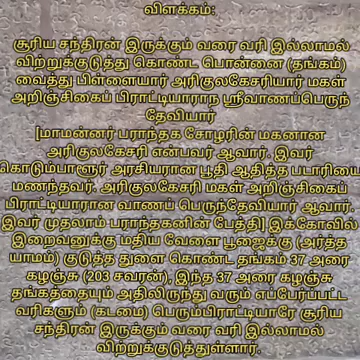 விளக்கம்:
சூரிய சந்திரன் இருக்கும் வரை வரி இல்லாமல்
விற்றுக்குடுத்து கொண்ட பொன்னை (தங்கம்)
வைத்து பிள்ளையார் அரிகுலகேசரியார் மகள்
அறிஞ்சிகைப் பிராட்டியாராந ஸ்ரீவாணப்பெருந்
தேவியார்
[மாமன்னர் பராந்தக சோழரின் மகனான
அரிகுலகேசரி என்பவர் ஆவார். இவர்
கொடும்பாளூர் அரசியரான பூதி ஆதித்த படாரியை
மணந்தவர். அரிகுலகேசரி மகள் அறிஞ்சிகைப்
பிராட்டியாரான வாணப் பெருந்தேவியார் ஆவார்.
இவர் முதலாம் பராந்தகனின் பேத்தி] இக்கோவில்
இறைவனுக்கு மதிய வேளை பூஜைக்கு (அர்த்த
யாமம்) குடுத்த துளை கொண்ட தங்கம் 37 அரை
கழஞ்சு (203 சவரன்), இந்த 37 அரை கழஞ்சு
தங்கத்தையும் அதிலிருந்து வரும் எப்பேர்பபட்ட
வரிகளும் (கடமை) பெரும்பிராட்டியாரே சூரிய
சந்திரன் இருக்கும் வரை வரி இல்லாமல்
விற்றுக்குடுத்துள்ளார்.